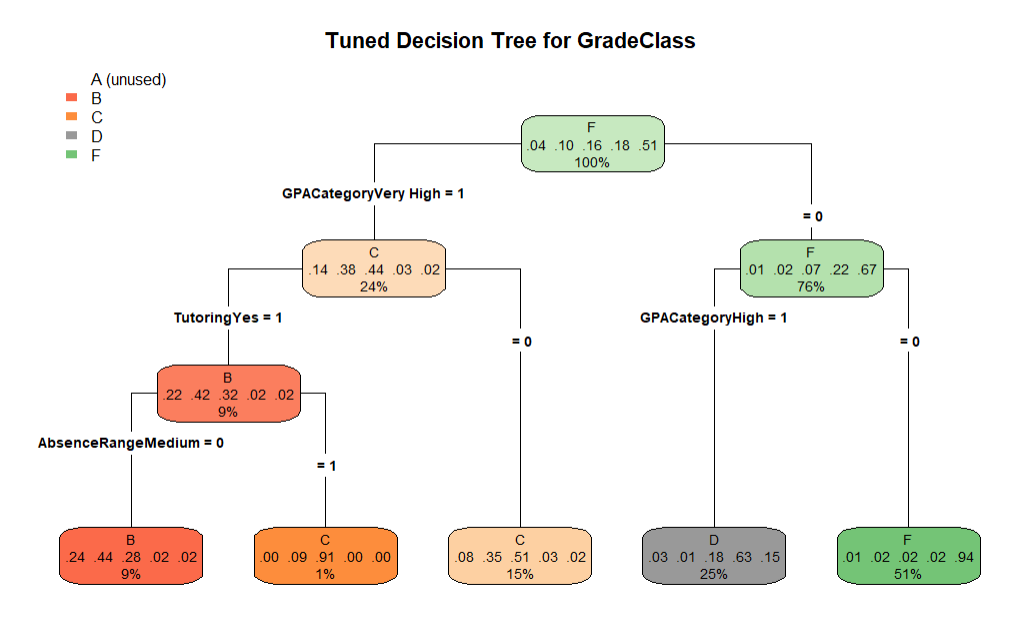 Tuned Decision Tree for GradeClass
A (unused)
B
C
D
F
F
.04 .10 .16 .18 .51
100%
GPACategoryVery High = 1
= 0
C
.14 .38 .44 .03 .02
24%
F
.01 .02 .07 .22 .67
76%
TutoringYes = 1
= 0
GPACategoryHigh = 1
= 0
B
.22 .42 .32 .02 .02
9%
AbsenceRangeMedium = 0
= 1
B
.24 .44 .28 .02 .02
9%
C
.00 .09 .91 .00 .00
1%
C
.08 .35 .51 .03 .02
15%
D
.03 .01 .18 .63 .15
25%
F
.01 .02 .02 .02 .94
51%